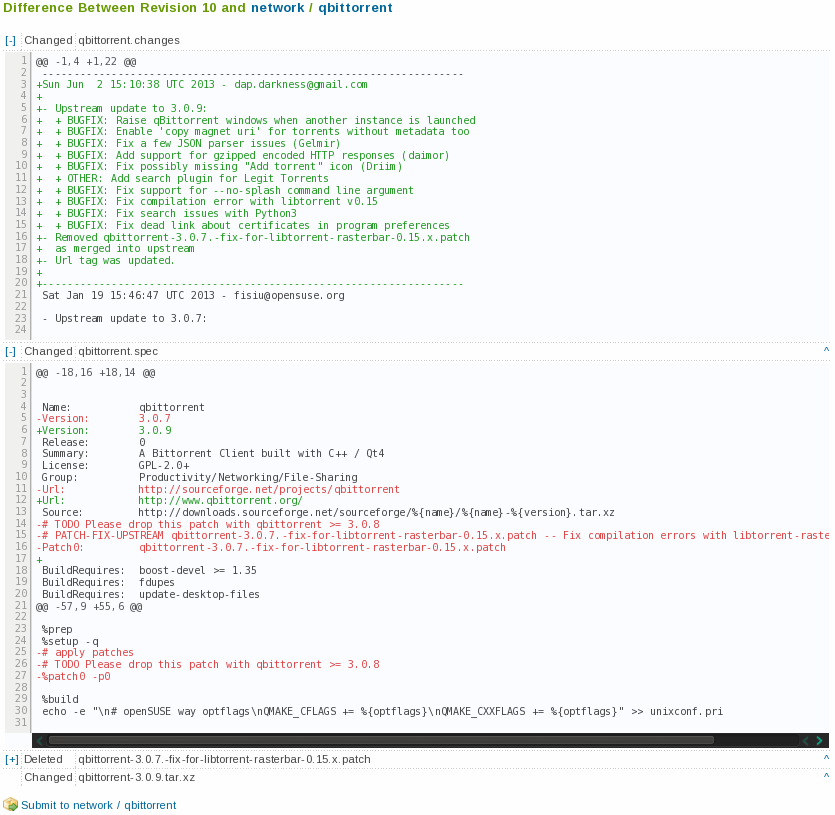 Difference Between Revision 10 and network / qbittorrent
[-] Changed qbittorrent.changes
1 @@ -1,4 +1,22 @@
2 -------------------------------------------------------------------
3 +Sun Jun  2 15:10:38 UTC 2013 - dap.darkness@gmail.com
4 +
5 +- Upstream update to 3.0.9:
6 +  + BUGFIX: Raise qBittorrent windows when another instance is launched
7 +  + BUGFIX: Enable 'copy magnet uri' for torrents without metadata too
8 +  + BUGFIX: Fix a few JSON parser issues (Gelmir)
9 +  + BUGFIX: Add support for gzipped encoded HTTP responses (daimor)
10 +  + BUGFIX: Fix possibly missing "Add torrent" icon (Driim)
11 +  + OTHER: Add search plugin for Legit Torrents
12 +  + BUGFIX: Fix support for --no-splash command line argument
13 +  + BUGFIX: Fix compilation error with libtorrent v0.15
14 +  + BUGFIX: Fix search issues with Python3
15 +  + BUGFIX: Fix dead link about certificates in program preferences
16 +- Removed qbittorrent-3.0.7.-fix-for-libtorrent-rasterbar-0.15.x.patch
17 +  as merged into upstream
18 +- Url tag was updated.
19 +
20 +-------------------------------------------------------------------
21 Sat Jan 19 15:46:47 UTC 2013 - fisiu@opensuse.org
22
23 - Upstream update to 3.0.7:
24
[-] Changed qbittorrent.spec ^
1 @@ -18,16 +18,14 @@
2
3
4 Name:           qbittorrent
5 -Version:        3.0.7
6 +Version:        3.0.9
7 Release:        0
8 Summary:        A Bittorrent Client built with C++ / Qt4
9 License:        GPL-2.0+
10 Group:          Productivity/Networking/File-Sharing
11 -Url:            http://sourceforge.net/projects/qbittorrent
12 +Url:            http://www.qbittorrent.org/
13 Source:         http://downloads.sourceforge.net/sourceforge/%{name}/%{name}-%{version}.tar.xz
14 -# TODO Please drop this patch with qbittorrent >= 3.0.8
15 -# PATCH-FIX-UPSTREAM qbittorrent-3.0.7.-fix-for-libtorrent-rasterbar-0.15.x.patch -- Fix compilation errors with libtorrent-raste
16 -Patch0:         qbittorrent-3.0.7.-fix-for-libtorrent-rasterbar-0.15.x.patch
17 +
18 BuildRequires:  boost-devel >= 1.35
19 BuildRequires:  fdupes
20 BuildRequires:  update-desktop-files
21 @@ -57,9 +55,6 @@
22
23 %prep
24 %setup -q
25 -# apply patches
26 -# TODO Please drop this patch with qbittorrent >= 3.0.8
27 -%patch0 -p0
28
29 %build
30 echo -e "\n# openSUSE way optflags\nQMAKE_CFLAGS += %{optflags}\nQMAKE_CXXFLAGS += %{optflags}" >> unixconf.pri
31
[+] Deleted qbittorrent-3.0.7.-fix-for-libtorrent-rasterbar-0.15.x.patch ^
Changed qbittorrent-3.0.9.tar.xz ^
Submit to network / qbittorrent